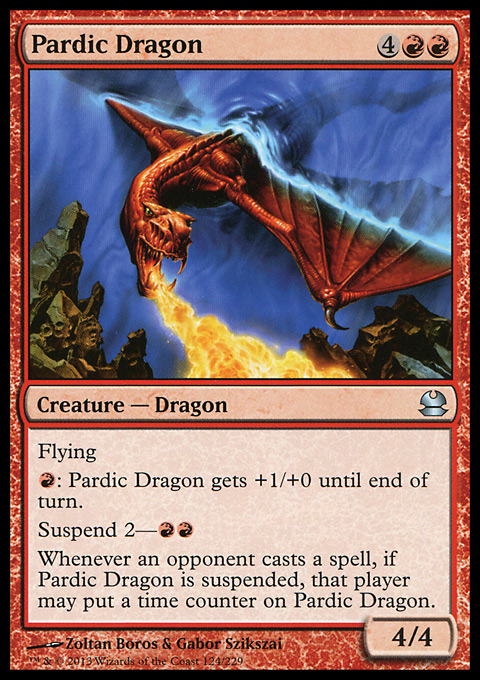 Pardic Dragon 4
Creature — Dragon
Flying
: Pardic Dragon gets +1/+0 until end of
turn.
Suspend 2—
Whenever an opponent casts a spell, if
Pardic Dragon is suspended, that player
may put a time counter on Pardic Dragon.
Zoltan Boros & Gabor Szikszai
4/4
™ & © 2013 Wizards of the Coast 124/229